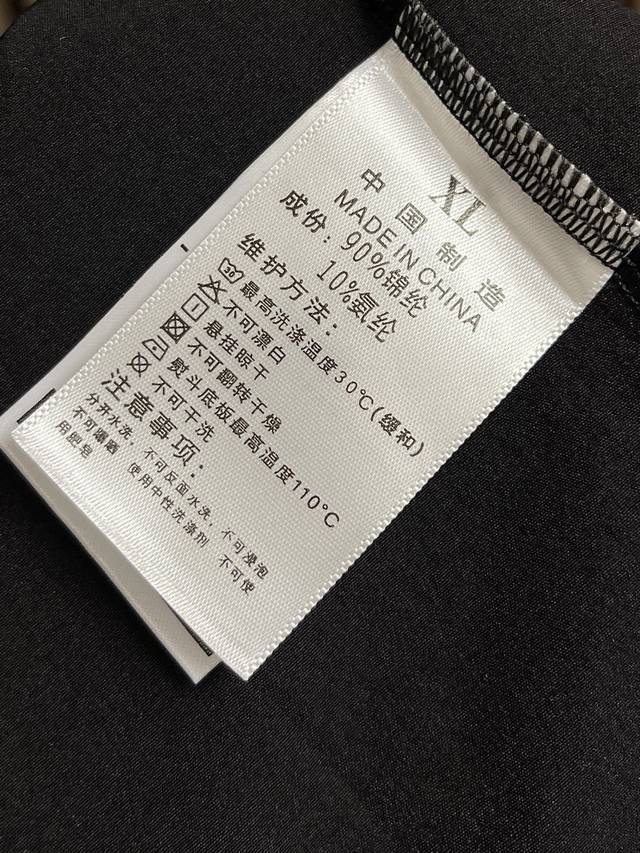 XL
中国制造
MADE IN CHINA
成份：90%锦纶
10%氨纶
维护方法：
最高洗涤温度30℃(缓和)
不可漂白
悬挂晾干
不可翻转干燥
熨斗底板最高温度110℃
不可干洗
注意事项：
分开水洗，不可反面水洗，不可浸泡
不可曝晒 使用中性洗涤剂 不可使
用肥皂